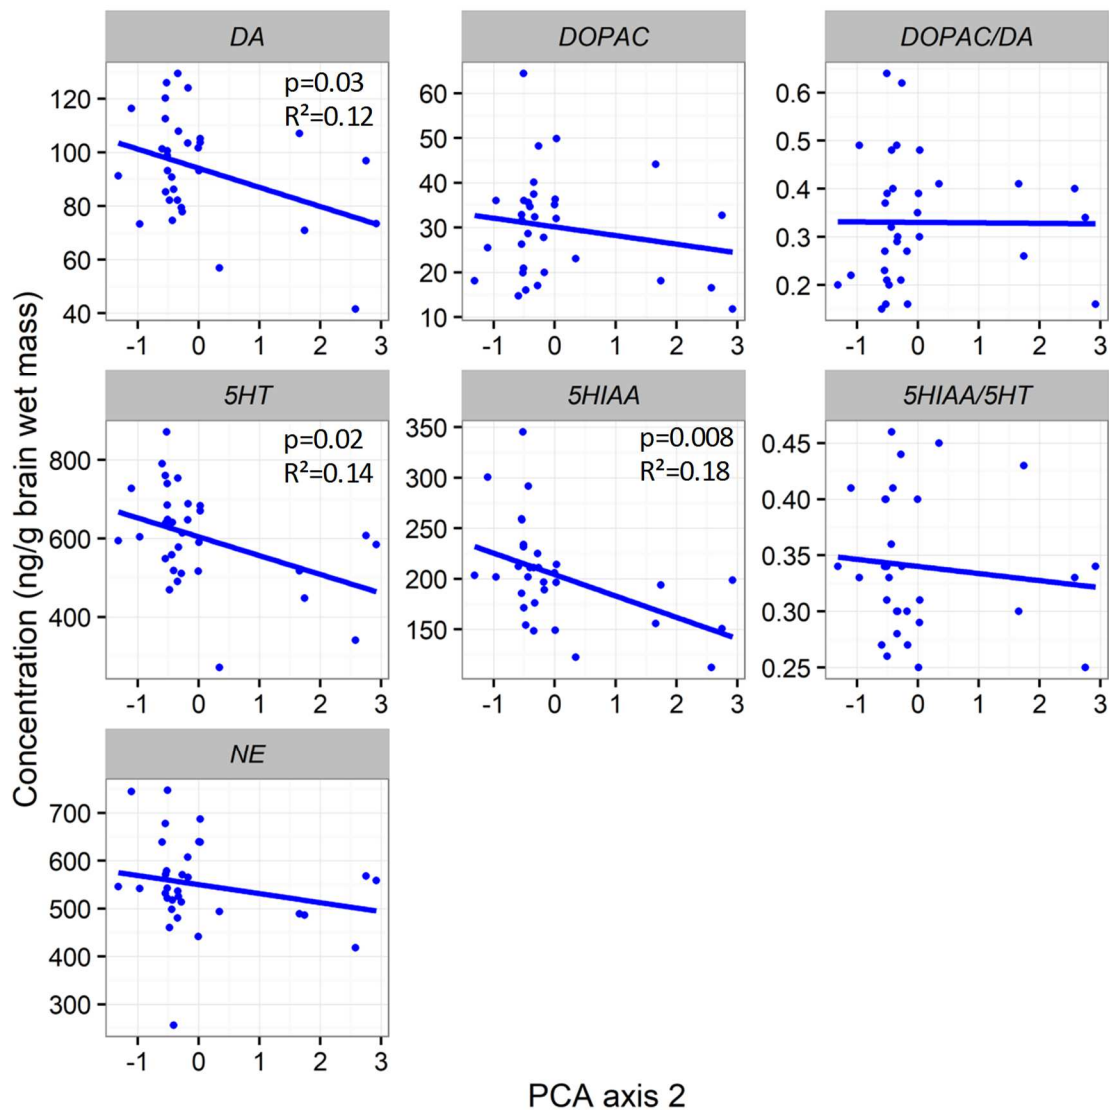 DA
p=0.03
R²=0.12
120
100
80
60
40
-1 0 1 2 3
DOPAC
60
50
40
30
20
10
-1 0 1 2 3
DOPAC/DA
0.6
0.5
0.4
0.3
0.2
-1 0 1 2 3
5HT
p=0.02
R²=0.14
800
600
400
-1 0 1 2 3
5HIAA
p=0.008
R²=0.18
350
300
250
200
150
-1 0 1 2 3
5HIAA/5HT
0.45
0.40
0.35
0.30
0.25
-1 0 1 2 3
NE
700
600
500
400
300
-1 0 1 2 3
Concentration (ng/g brain wet mass)
PCA axis 2